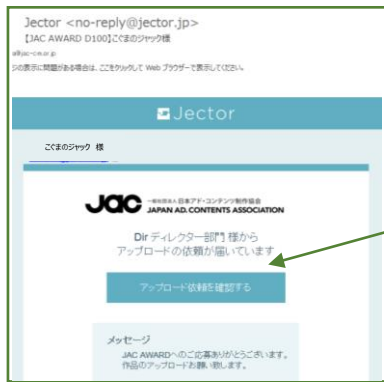 Jector <no-reply@jector.jp>
【JAC AWARD D100】こぐまのジャック様
ジの表示に問題がある場合は、ここをクリックして Web ブラウザーで表示してください。
Jector
こぐまのジャック 様
JAC 一般社団法人 日本アド・コンテンツ制作協会
JAPAN AD. CONTENTS ASSOCIATION
Dir ディレクター部門 様から
アップロードの依頼が届いています
アップロード依頼を確認する
メッセージ
JAC AWARDへのご応募ありがとうございます。
作品のアップロードお願い致します。